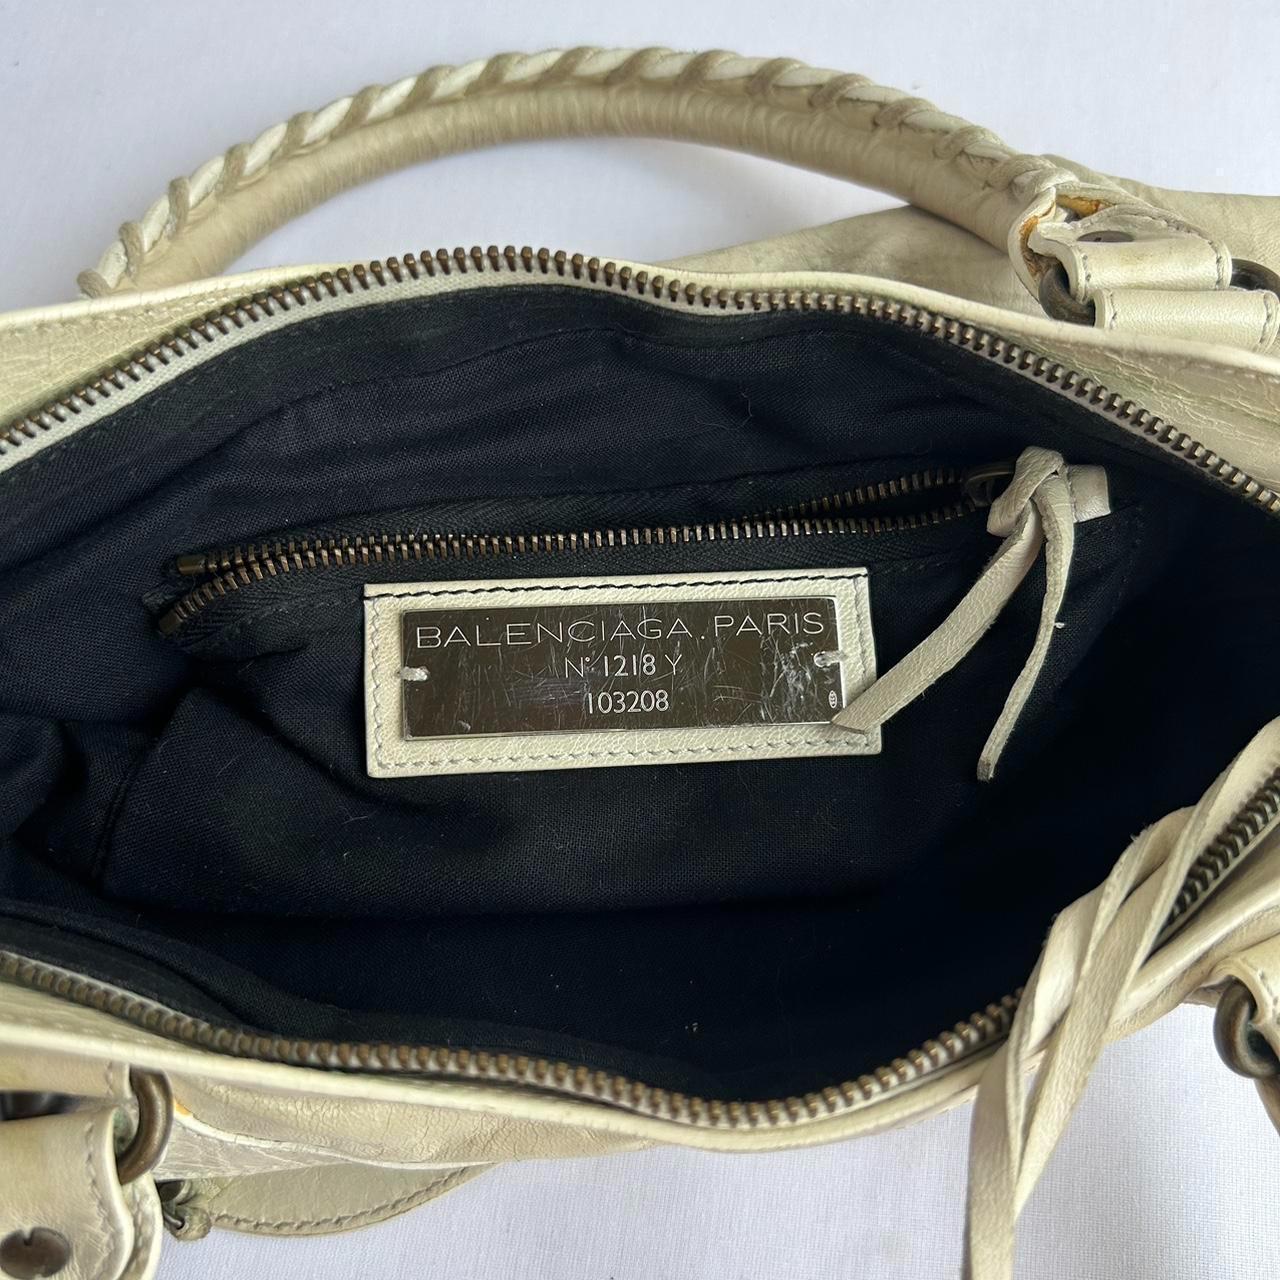 BALENCIAGA.PARIS
N° 1218 Y
103208